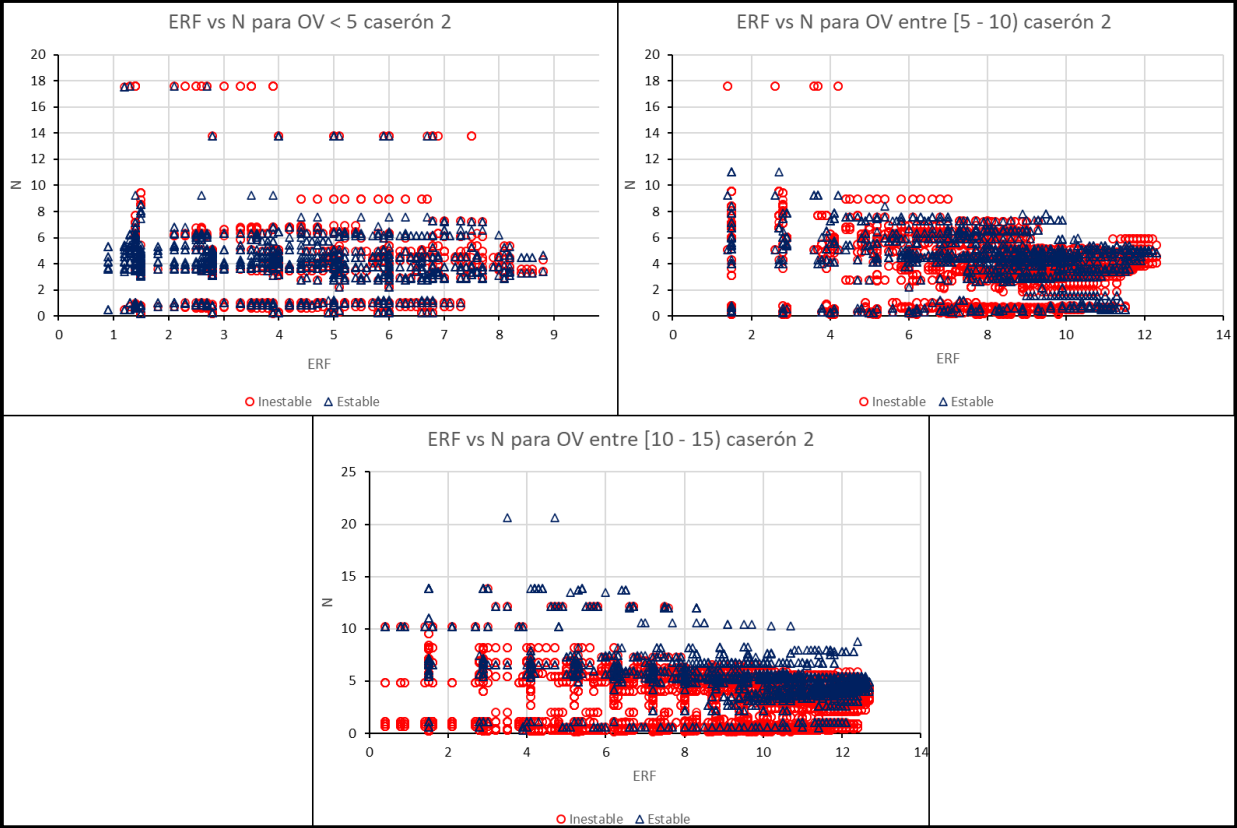 ERF vs N para OV < 5 caserón 2
20
18
16
14
12
10
8
6
4
2
0
N
0 1 2 3 4 5 6 7 8 9
ERF
Inestable Estable
ERF vs N para OV entre [5 - 10) caserón 2
20
18
16
14
12
10
8
6
4
2
0
N
0 2 4 6 8 10 12 14
ERF
Inestable Estable
ERF vs N para OV entre [10 - 15) caserón 2
25
20
15
10
5
0
N
0 2 4 6 8 10 12 14
ERF
Inestable Estable